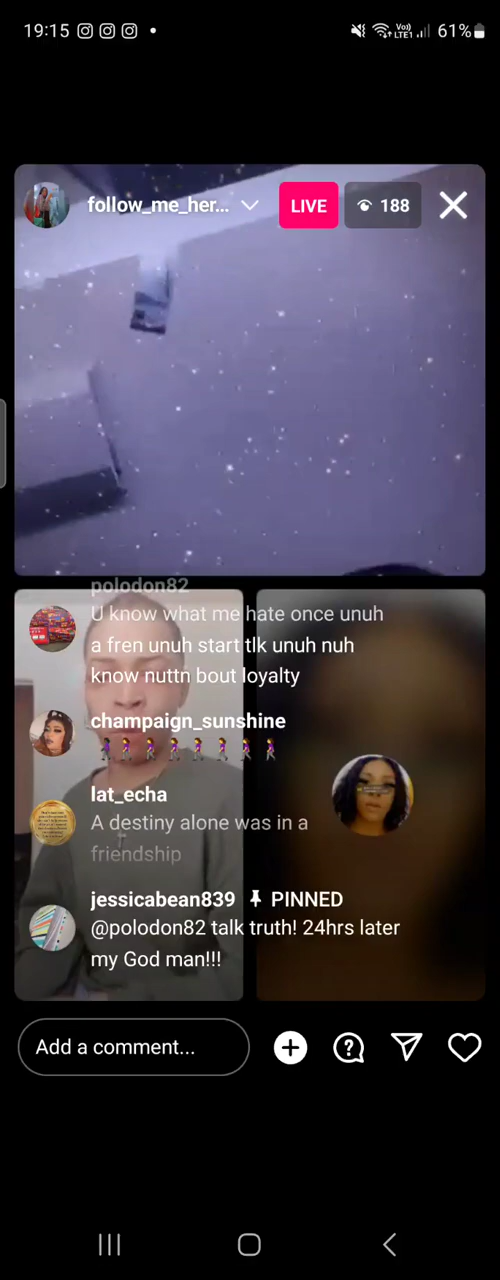 19:15
Vo))
LTE1
61%
follow_me_her...
LIVE
188
polodon82
U know what me hate once unuh
a fren unuh start tlk unuh nuh
know nuttn bout loyalty
champaign_sunshine
🚶🏿‍♀️🚶‍♀️🚶‍♀️🚶‍♀️🚶‍♀️🚶‍♀️🚶‍♀️🚶‍♀️
lat_echa
A destiny alone was in a
friendship
jessicabean839 PINNED
@polodon82 talk truth! 24hrs later
my God man!!!
Add a comment...